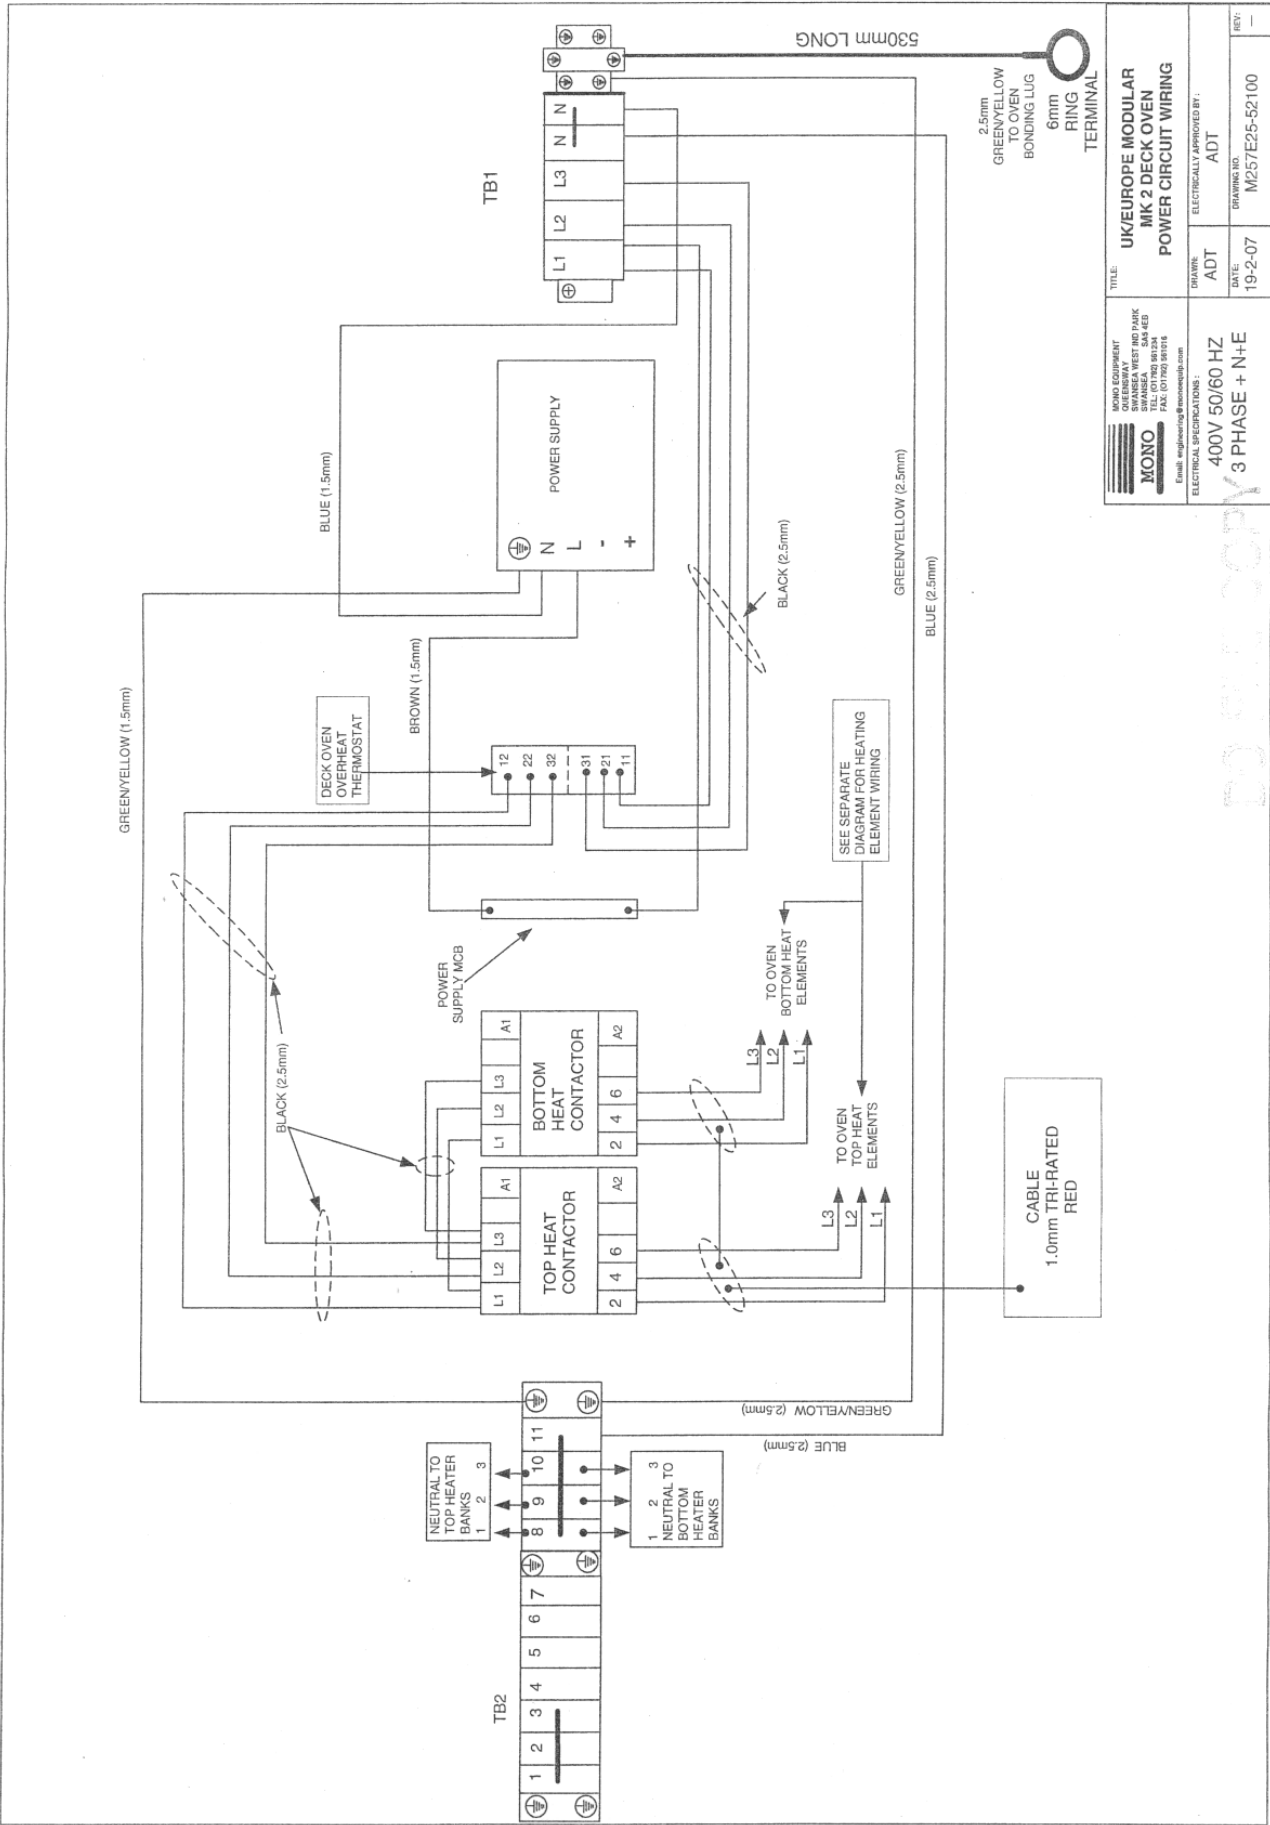 GREEN/YELLOW (1.5mm)
BLUE (1.5mm)
BROWN (1.5mm)
BLACK (2.5mm)
TB2
1 2 3 4 5 6 7
8 9 10 11
NEUTRAL TO
TOP HEATER
BANKS
1 2 3
1 2 3
NEUTRAL TO
BOTTOM
HEATER
BANKS
BLUE (2.5mm)
GREEN/YELLOW (2.5mm)
L1 L2 L3 A1
TOP HEAT
CONTACTOR
2 4 6 A2
L1 L2 L3 A1
BOTTOM
HEAT
CONTACTOR
2 4 6 A2
L3
L2
L1
TO OVEN
TOP HEAT
ELEMENTS
L3
L2
L1
TO OVEN
BOTTOM HEAT
ELEMENTS
SEE SEPARATE
DIAGRAM FOR HEATING
ELEMENT WIRING
CABLE
1.0mm TRI-RATED
RED
POWER
SUPPLY MCB
DECK OVEN
OVERHEAT
THERMOSTAT
12
22
32
31
21
11
POWER SUPPLY
N
L
-
+
BLACK (2.5mm)
TB1
L1 L2 L3 N N
GREEN/YELLOW (2.5mm)
BLUE (2.5mm)
530mm LONG
2.5mm
GREEN/YELLOW
TO OVEN
BONDING LUG
6mm
RING
TERMINAL
MONO
MONO EQUIPMENT
QUEENSWAY
SWANSEA WEST IND PARK
SWANSEA SA5 4EB
TEL: (01792) 561234
FAX: (01792) 561016
Email: engineering@monoequip.com
TITLE:
UK/EUROPE MODULAR
MK 2 DECK OVEN
POWER CIRCUIT WIRING
ELECTRICAL SPECIFICATIONS :
400V 50/60 HZ
3 PHASE + N+E
DRAWN:
ADT
ELECTRICALLY APPROVED BY :
ADT
DATE:
19-2-07
DRAWING NO.
M257E25-52100
REV:
—
COPY